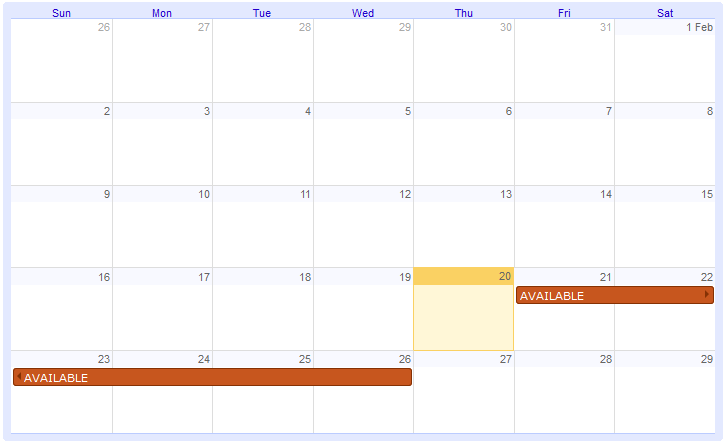 Sun Mon Tue Wed Thu Fri Sat
26 27 28 29 30 31 1 Feb
2 3 4 5 6 7 8
9 10 11 12 13 14 15
16 17 18 19 20 21 22
AVAILABLE
23 24 25 26 27 28 29
AVAILABLE